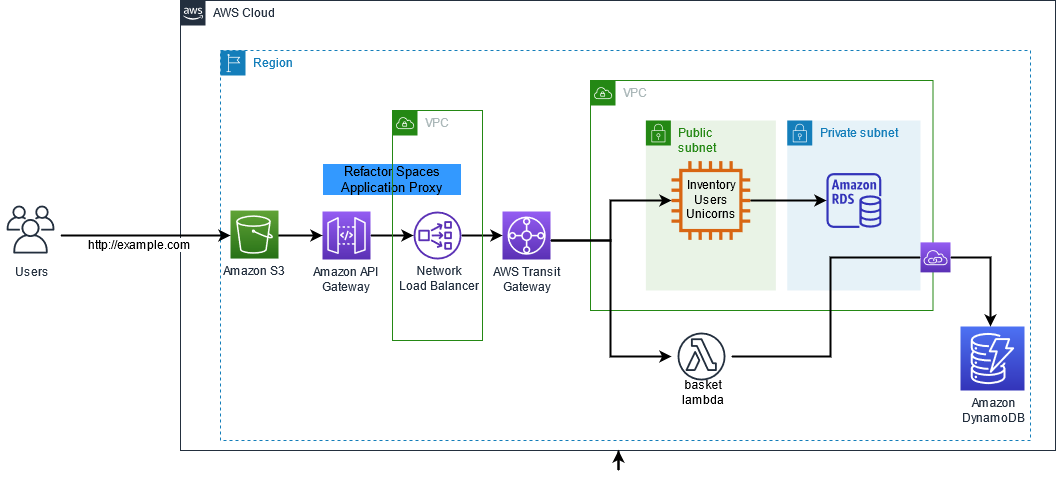 aws
AWS Cloud
Region
VPC
VPC
Public
subnet
Private subnet
Refactor Spaces
Application Proxy
Inventory
Users
Unicorns
Amazon
RDS
http://example.com
Users
Amazon S3
Amazon API
Gateway
Network
Load Balancer
AWS Transit
Gateway
basket
lambda
Amazon
DynamoDB